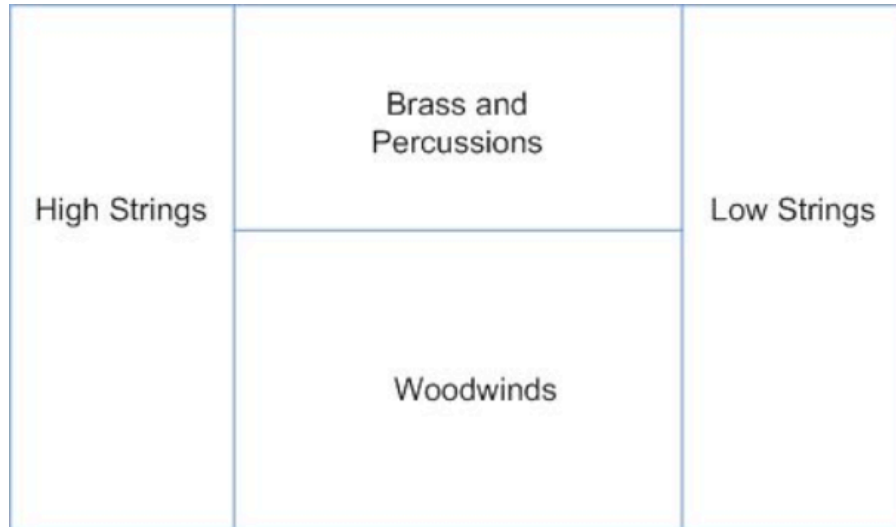 Brass and
Percussions
High Strings
Low Strings
Woodwinds